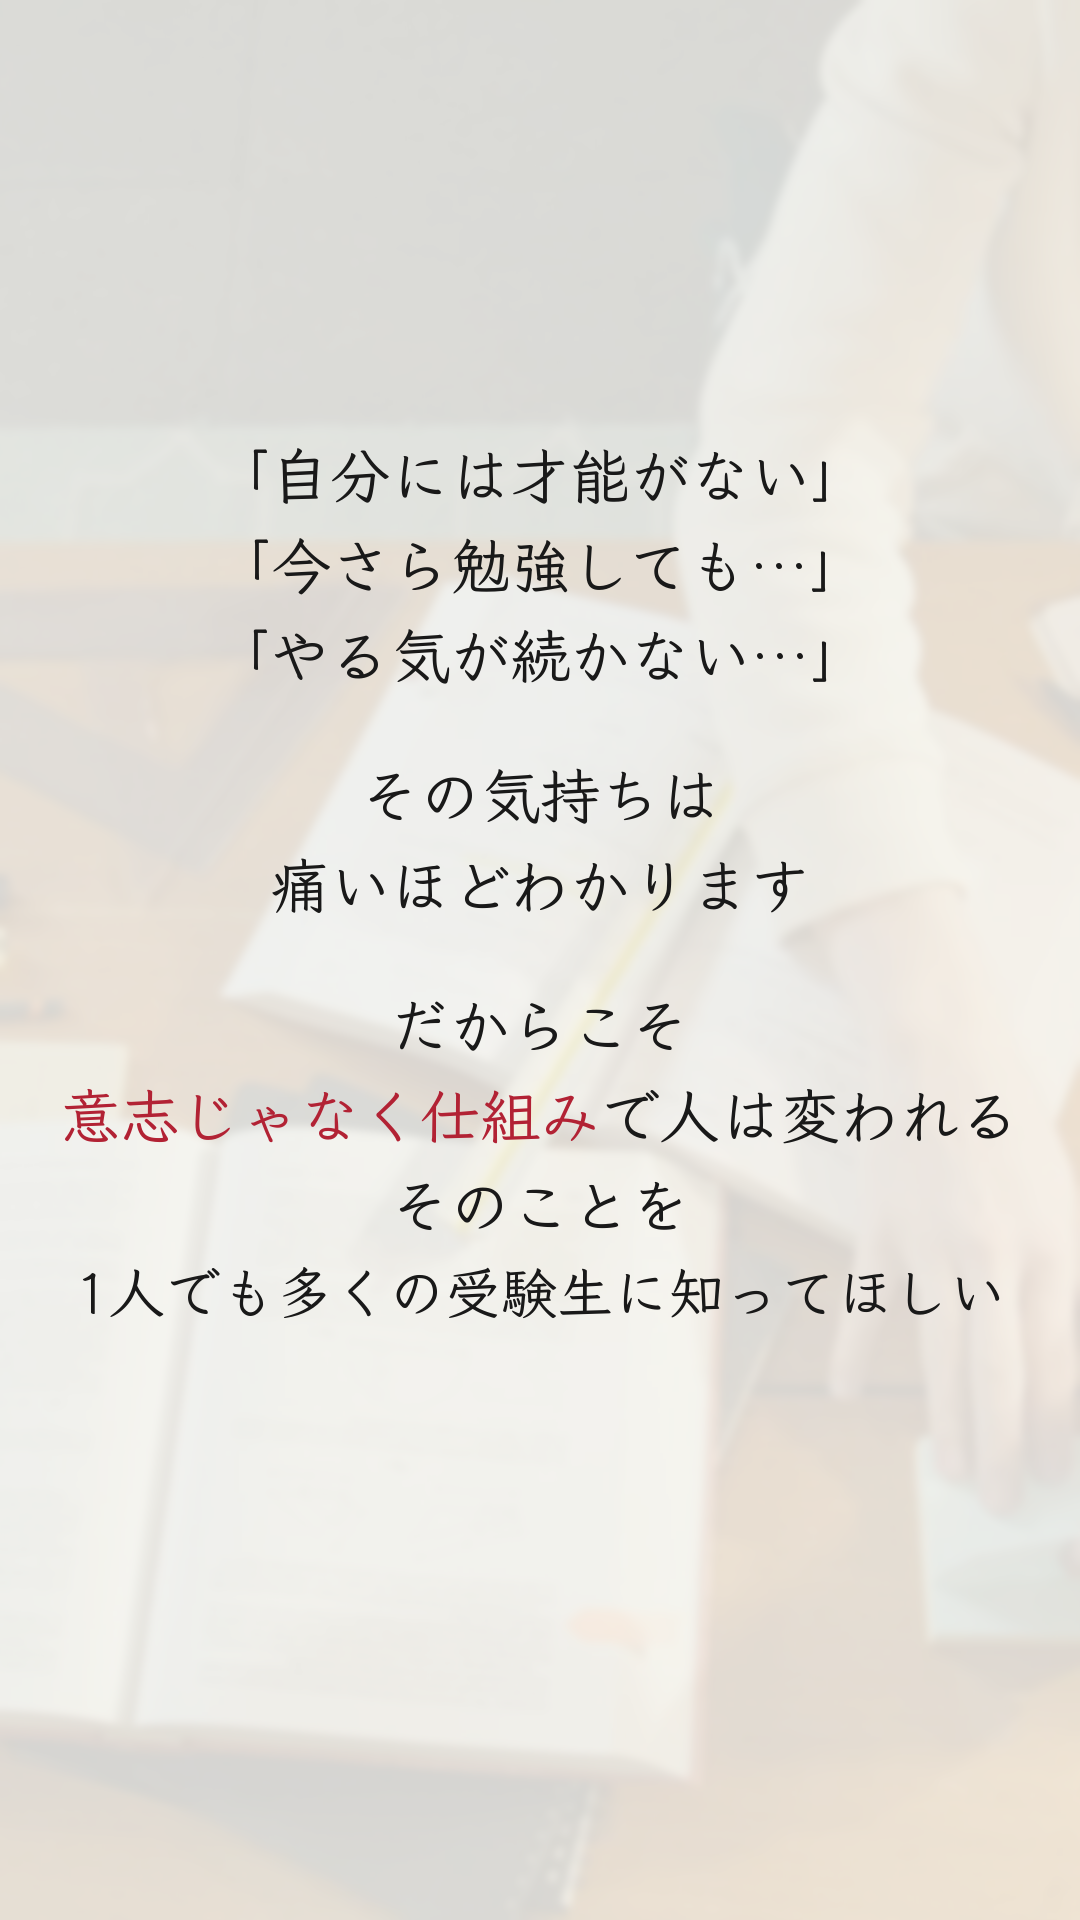 「自分には才能がない」
「今さら勉強しても…」
「やる気が続かない…」
その気持ちは
痛いほどわかります
だからこそ
意志じゃなく仕組みで人は変われる
そのことを
1人でも多くの受験生に知ってほしい